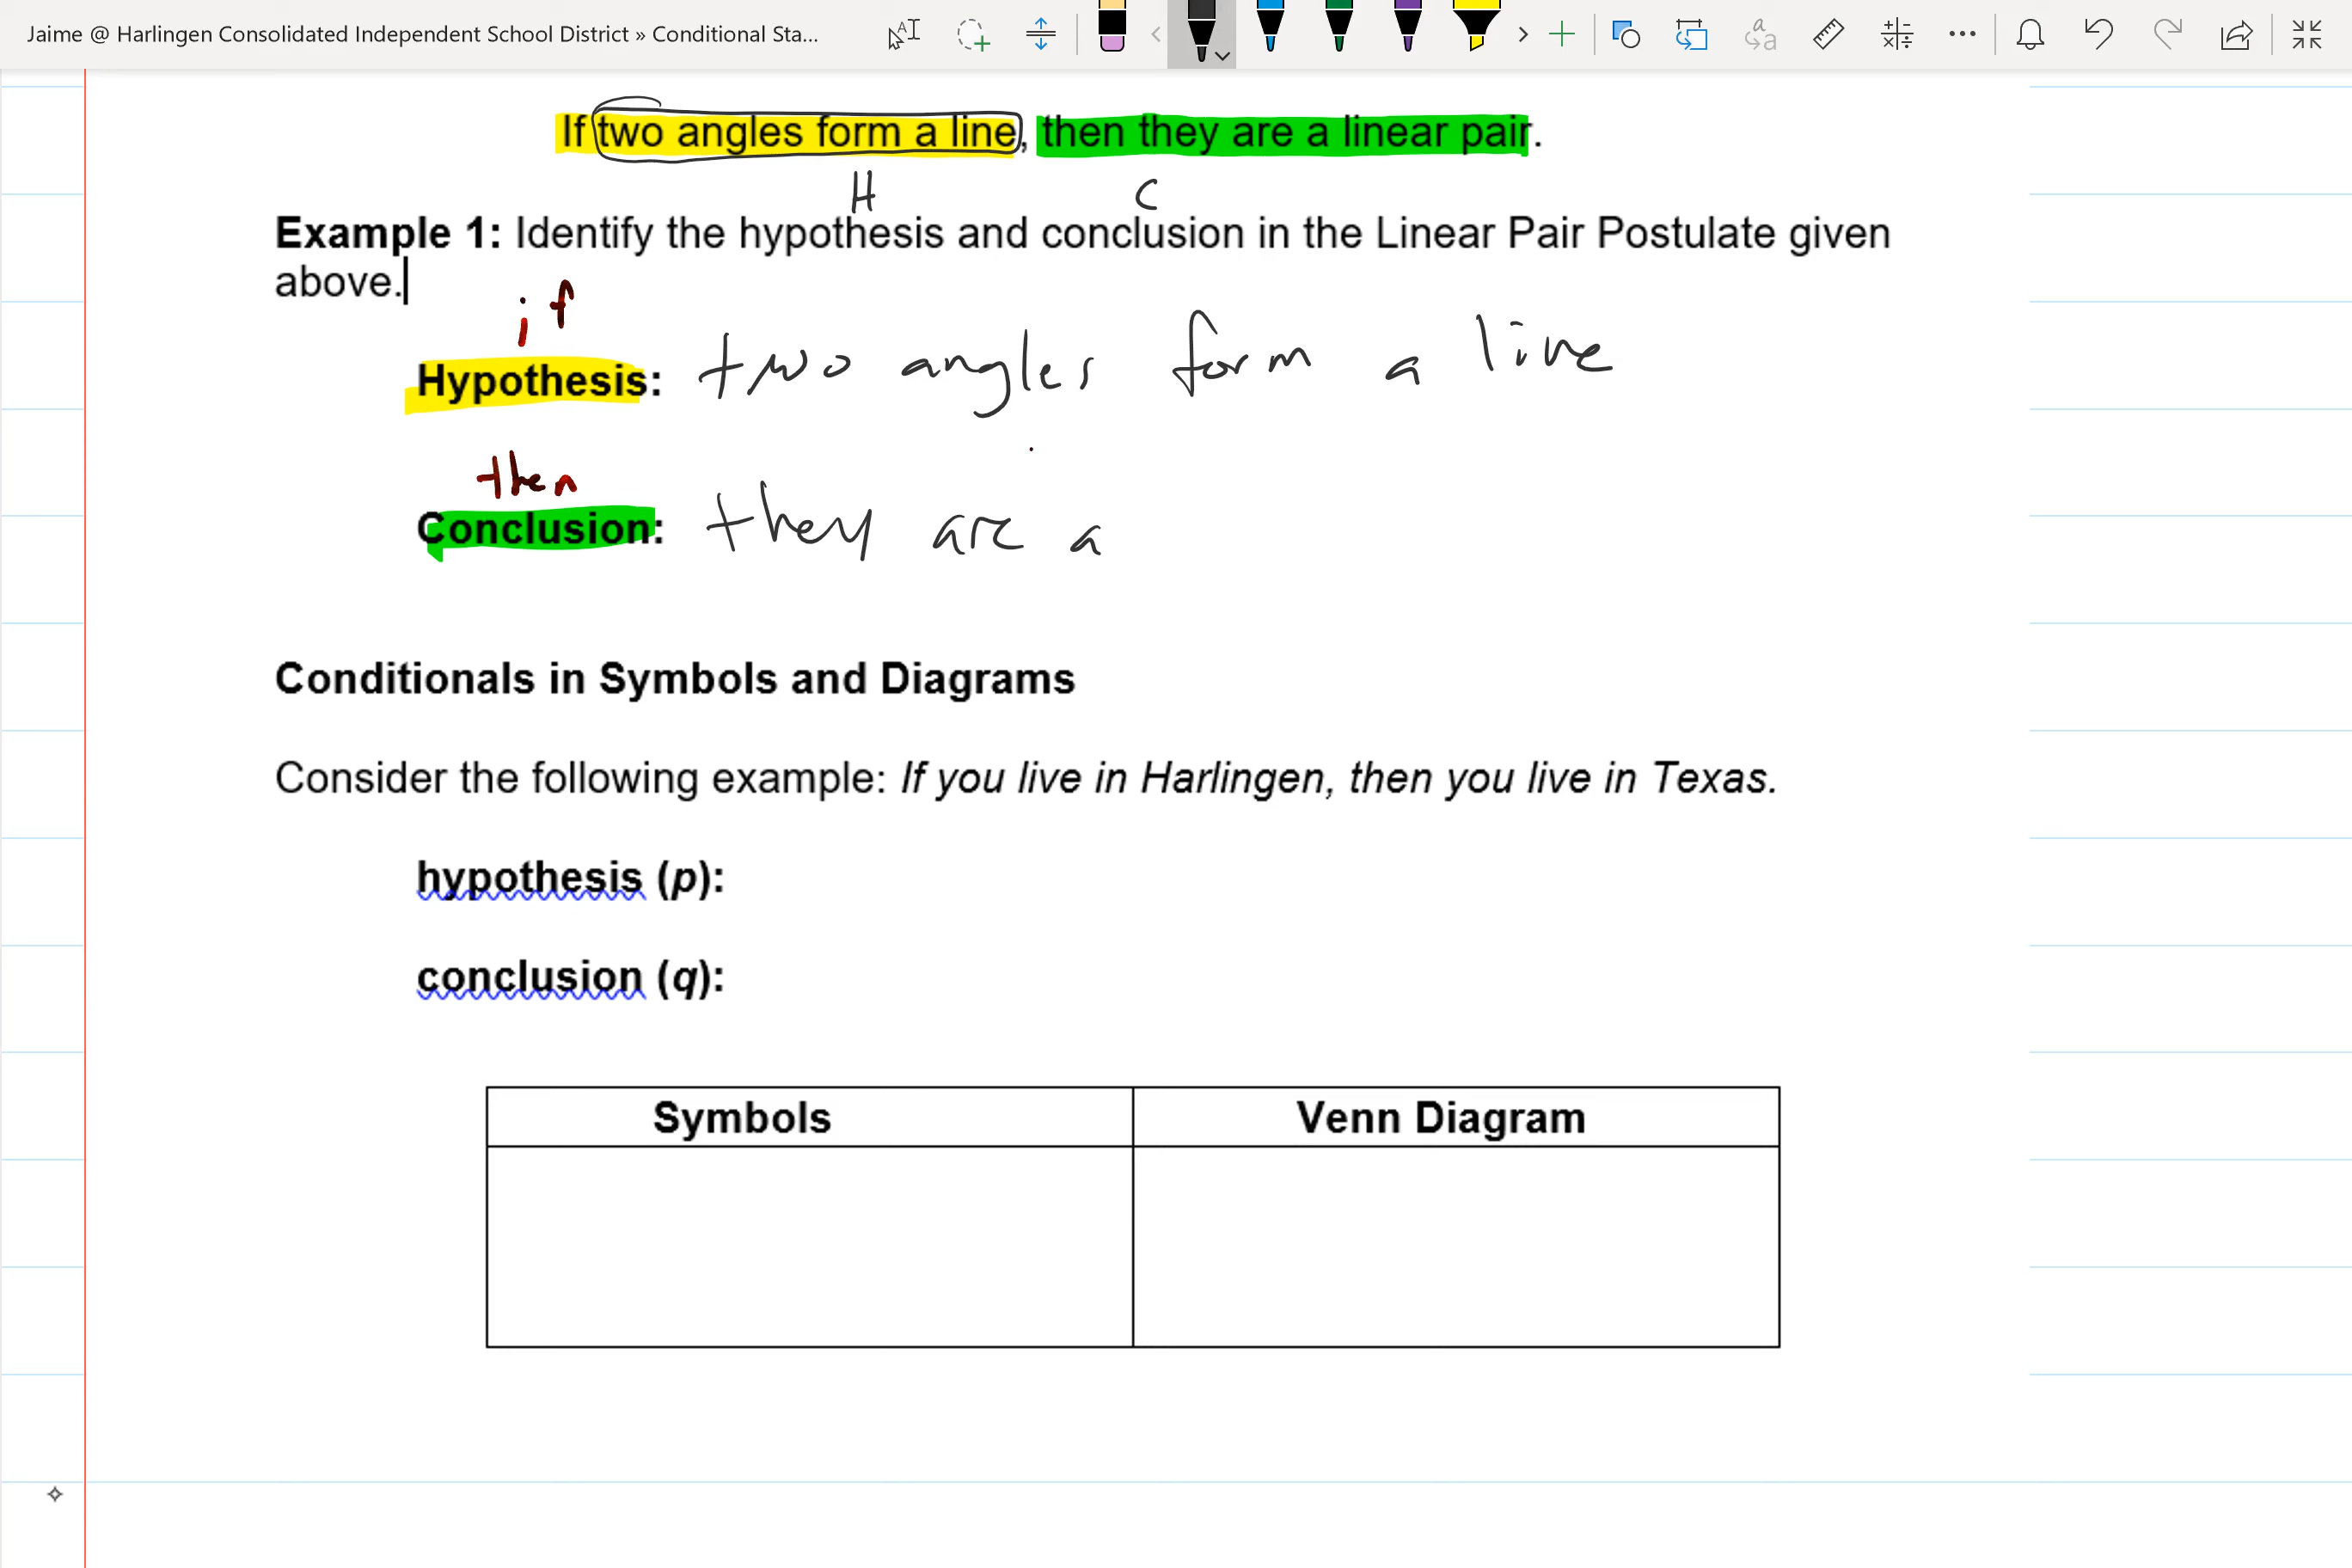 Jaime @ Harlingen Consolidated Independent School District » Conditional Sta...
If two angles form a line, then they are a linear pair.
H C
Example 1: Identify the hypothesis and conclusion in the Linear Pair Postulate given
above.
if
Hypothesis: two angles form a line
then
Conclusion: they are a
Conditionals in Symbols and Diagrams
Consider the following example: If you live in Harlingen, then you live in Texas.
hypothesis (p):
conclusion (q):
Symbols Venn Diagram